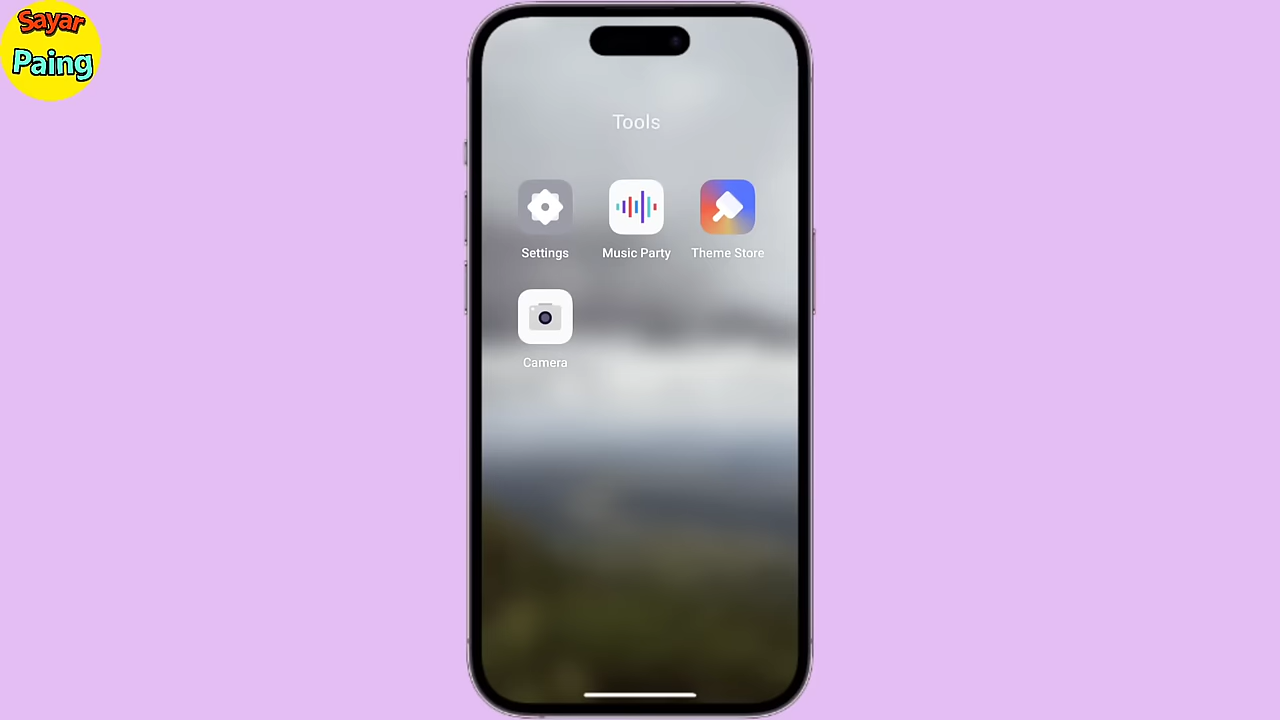 Sayar
Paing
Tools
Settings
Music Party
Theme Store
Camera